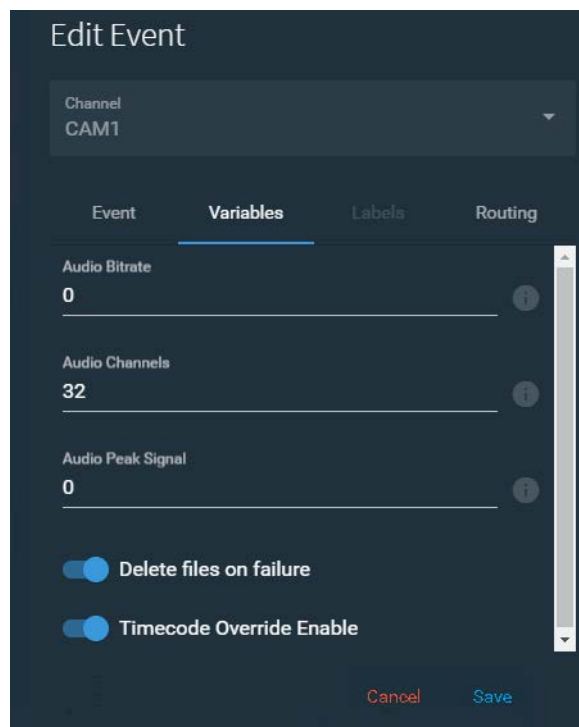 Edit Event
Channel
CAM1
Event Variables Labels Routing
Audio Bitrate
0
Audio Channels
32
Audio Peak Signal
0
Delete files on failure
Timecode Override Enable
Cancel Save